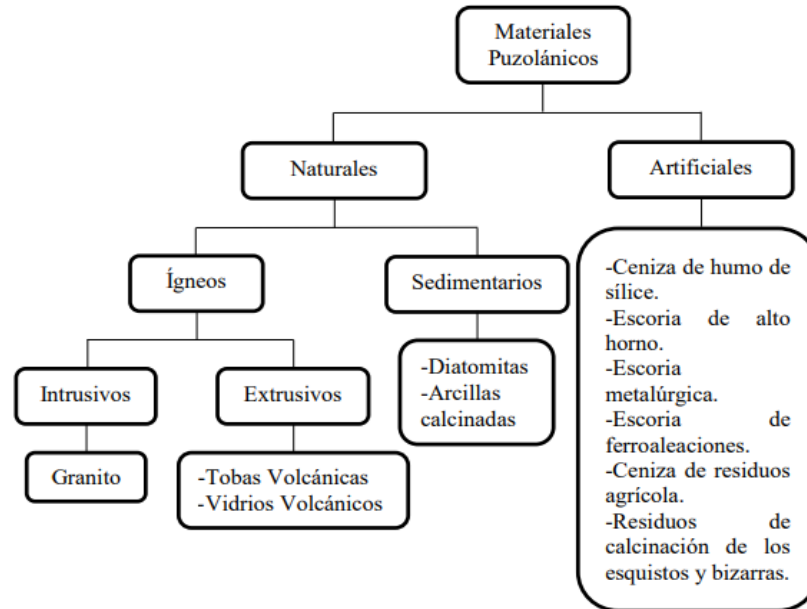 Materiales
Puzolánicos
Naturales
Artificiales
Ígneos
Sedimentarios
-Ceniza de humo de
sílice.
-Escoria de alto
horno.
-Escoria
metalúrgica.
-Escoria de
ferroaleaciones.
-Ceniza de residuos
agrícola.
-Residuos de
calcinación de los
esquistos y bizarras.
Intrusivos
Extrusivos
-Diatomitas
-Arcillas
calcinadas
Granito
-Tobas Volcánicas
-Vidrios Volcánicos